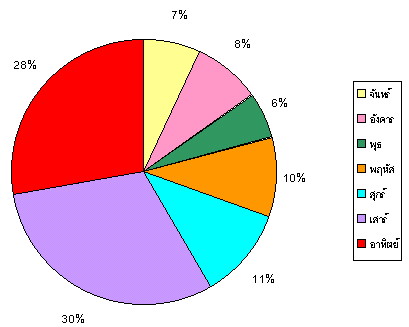 7%
8%
6%
10%
11%
30%
28%
จันทร์
อังคาร
พุธ
พฤหัส
ศุกร์
เสาร์
อาทิตย์